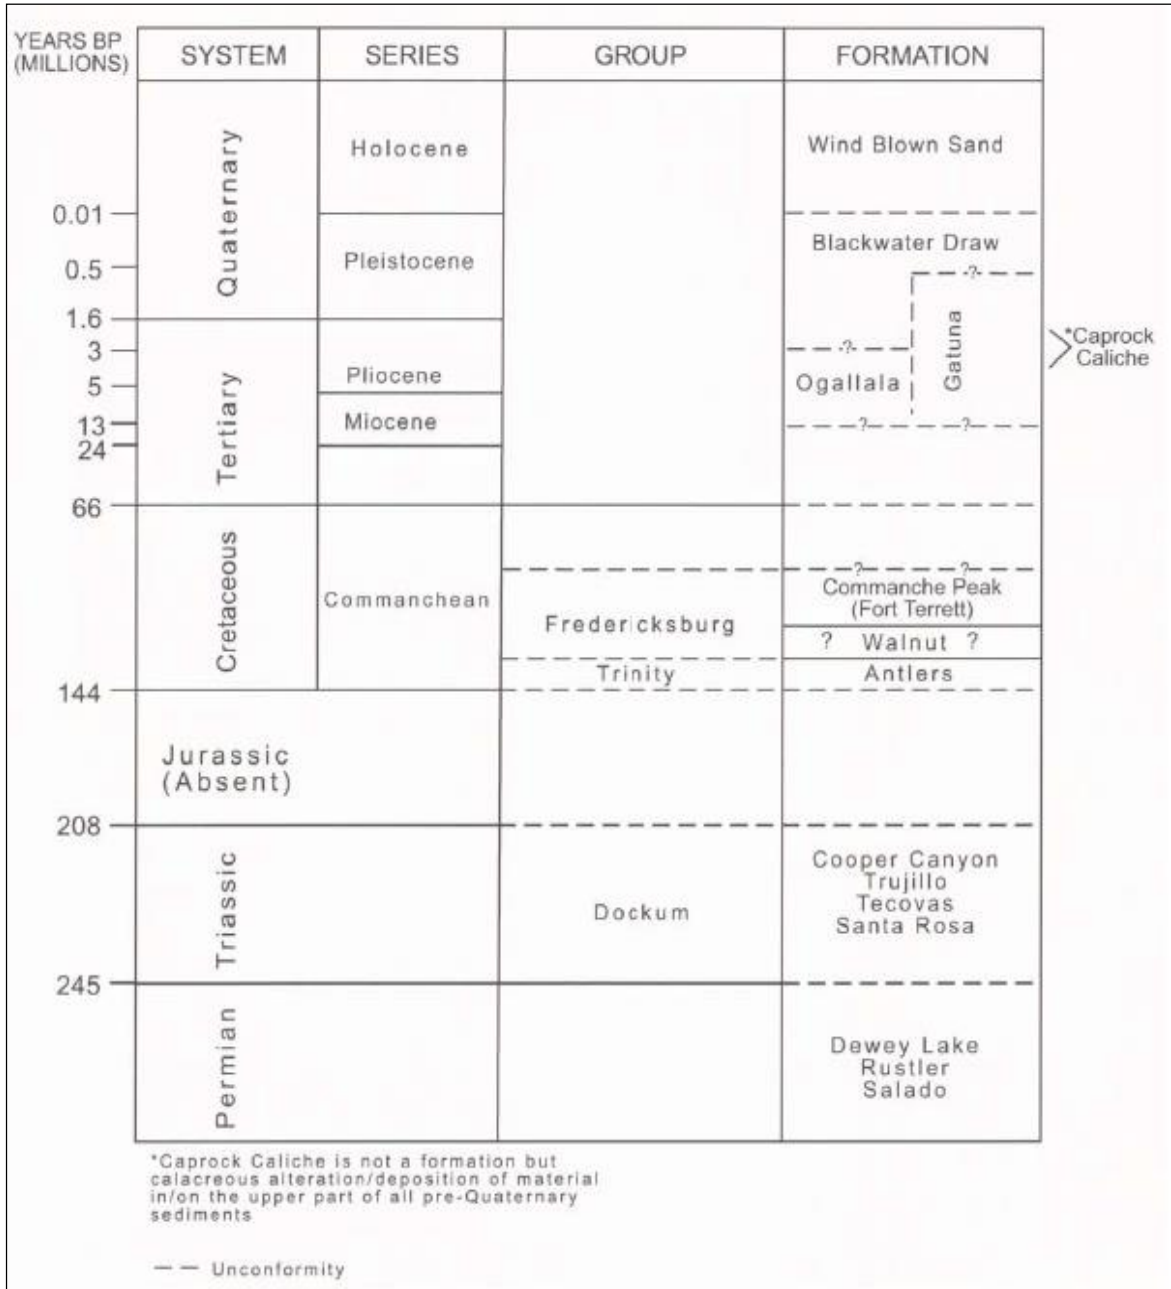 YEARS BP
(MILLIONS)
SYSTEM
SERIES
GROUP
FORMATION
Quaternary
Holocene
Wind Blown Sand
0.01
Blackwater Draw
0.5
Pleistocene
?
1.6
3
?
Gatuna
*Caprock
Caliche
Pliocene
5
Ogallala
Tertiary
Miocene
13
? ?
24
66
Cretaceous
? ?
Commanchean
Commanche Peak
(Fort Terrett)
Fredericksburg
? Walnut ?
Trinity
Antlers
144
Jurassic
(Absent)
208
Triassic
Dockum
Cooper Canyon
Trujillo
Tecovas
Santa Rosa
245
Permian
Dewey Lake
Rustler
Salado
*Caprock Caliche is not a formation but
calacreous alteration/deposition of material
in/on the upper part of all pre-Quaternary
sediments
Unconformity